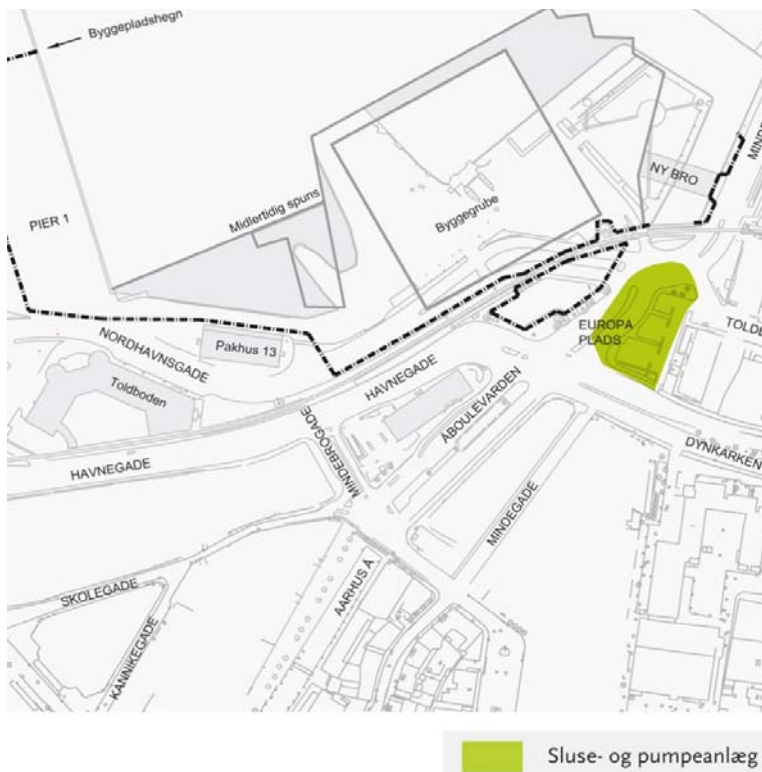 Byggepladshegn
PIER 1
Midlertidig spuns
Byggegrube
NY BRO
NORDHAVNSGADE
Pakhus 13
Toldboden
HAVNEGADE
EUROPA
PLADS
HAVNEGADE
MINDEBROGADE
ÅBOULEVARDEN
DYNKARKEN
MINDEGADE
SKOLEGADE
KANNIKEGADE
AARHUS Å
Sluse- og pumpeanlæg